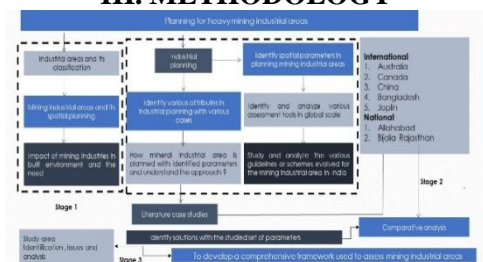 III. METHODOLOGY
Planning for heavy mining industrial areas
Industria areas and its
classification
Mining industrial areas and its
spatial planning
Impact of mining industries in
built environment and the
need
Stage 1
Industrial
planning
Identify various attributes in
industrial planning with various
cases
How mineral industrial area is
planned with identified parameters
and understand the approach ?
Identify spatial parameters in
planning mining industrial areas
Identify and analyze various
assessment tools in global scale
Study and analyze the various
guidelines or schemes evolved for
the mining industrial area in India
International
1. Australia
2. Canada
3. China
4. Bangladesh
5. Joplin
National
1. Allahabad
2. Bijola Rajasthan
Stage 2
Literature case studies
Comparative analysis
Identify solutions with the studied set of parameters
Study area
Identification, issues and
analysis
Stage 3
To develop a comprehensive framework used to assess mining industrial areas